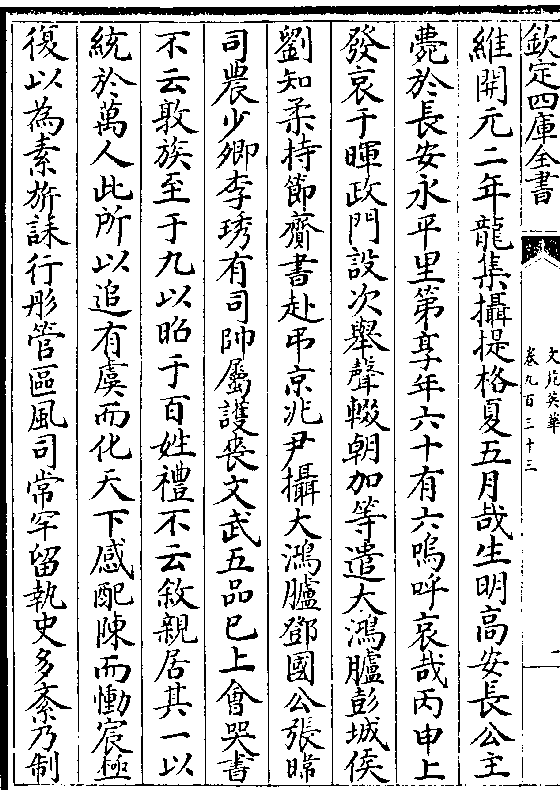 欽定四庫全書
文苑英華
卷九百三十三
一
維開元二年龍集攝提格夏五月哉生明高安長公主
薨於長安永平里第享年六十有六嗚呼哀哉丙申上
發哀于暉政門設次舉聲輟朝加等遣大鴻臚彭城侯
劉知柔持節齎書赴弔京兆尹攝大鴻臚鄧國公張暐
司農少卿李琇有司帥屬護喪文武五品已上會哭書
不云敦族至于九以昭于百姓禮不云敘親居其一以
統於萬人此所以追有虞而化天下感配陳而慟宸極
復以為素旂誄行彤管區風司常罕留執史多紊乃制